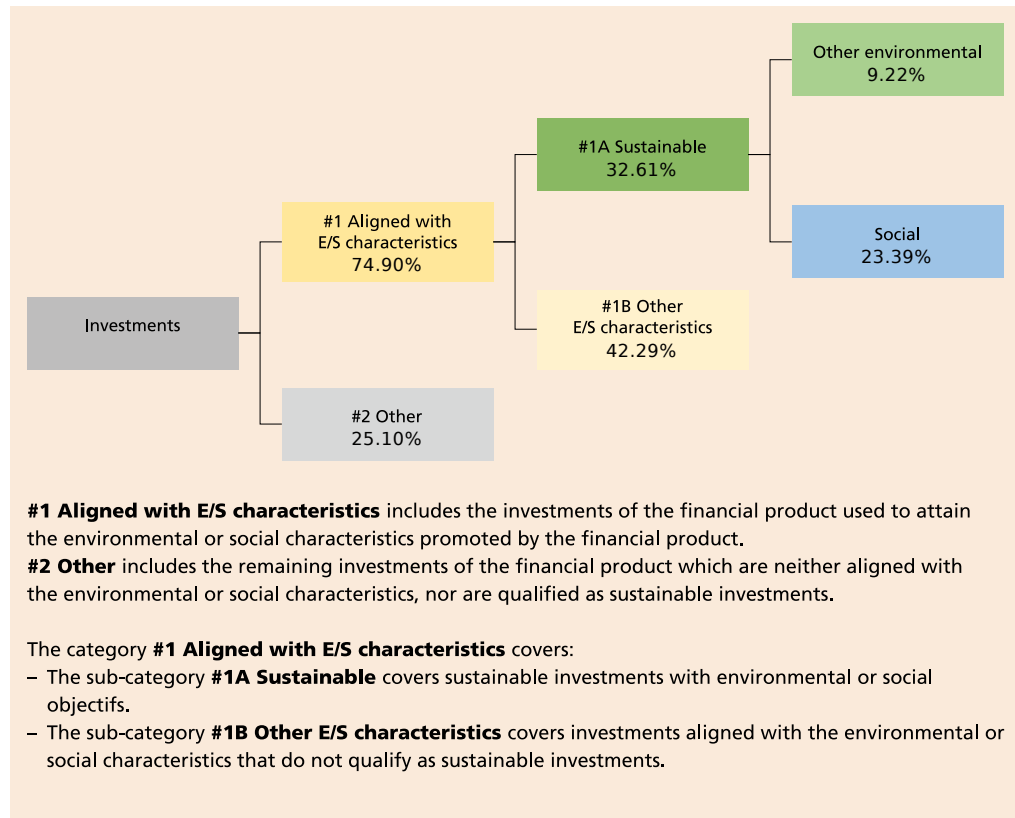 Other environmental
9.22%
#1A Sustainable
32.61%
#1 Aligned with
E/S characteristics
74.90%
Social
23.39%
Investments
#1B Other
E/S characteristics
42.29%
#2 Other
25.10%
#1 Aligned with E/S characteristics includes the investments of the financial product used to attain
the environmental or social characteristics promoted by the financial product.
#2 Other includes the remaining investments of the financial product which are neither aligned with
the environmental or social characteristics, nor are qualified as sustainable investments.
The category #1 Aligned with E/S characteristics covers:
– The sub-category #1A Sustainable covers sustainable investments with environmental or social
objectifs.
– The sub-category #1B Other E/S characteristics covers investments aligned with the environmental or
social characteristics that do not qualify as sustainable investments.